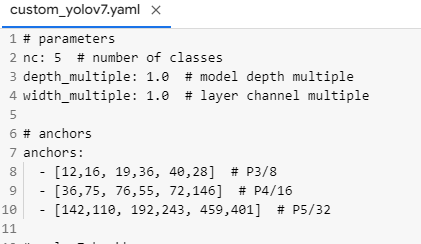 custom_yolov7.yaml ×
1 # parameters
2 nc: 5  # number of classes
3 depth_multiple: 1.0  # model depth multiple
4 width_multiple: 1.0  # layer channel multiple
5
6 # anchors
7 anchors:
8   - [12,16, 19,36, 40,28]  # P3/8
9   - [36,75, 76,55, 72,146]  # P4/16
10   - [142,110, 192,243, 459,401]  # P5/32
11